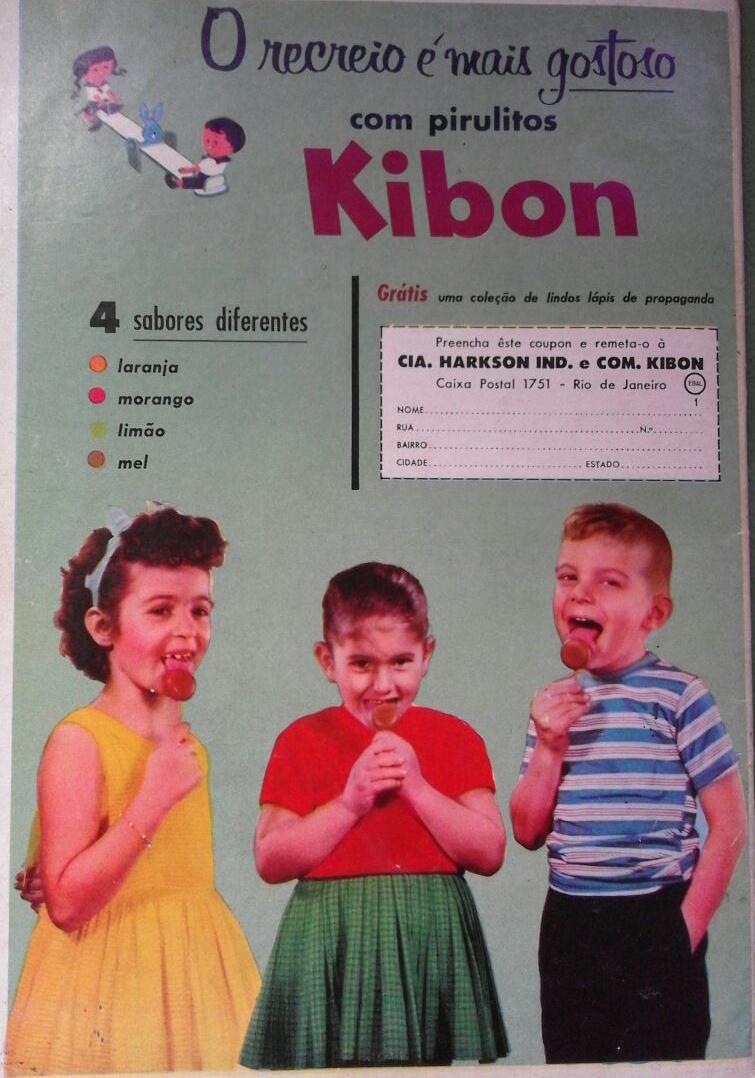 O recreio é mais gostoso
com pirulitos
Kibon
4 sabores diferentes
laranja
morango
limão
mel
Grátis uma coleção de lindos lápis de propaganda
Preencha êste coupon e remeta-o à
CIA. HARKSON IND. e COM. KIBON
Caixa Postal 1751 - Rio de Janeiro
EBAL
1
NOME
RUA N.º
BAIRRO
CIDADE ESTADO